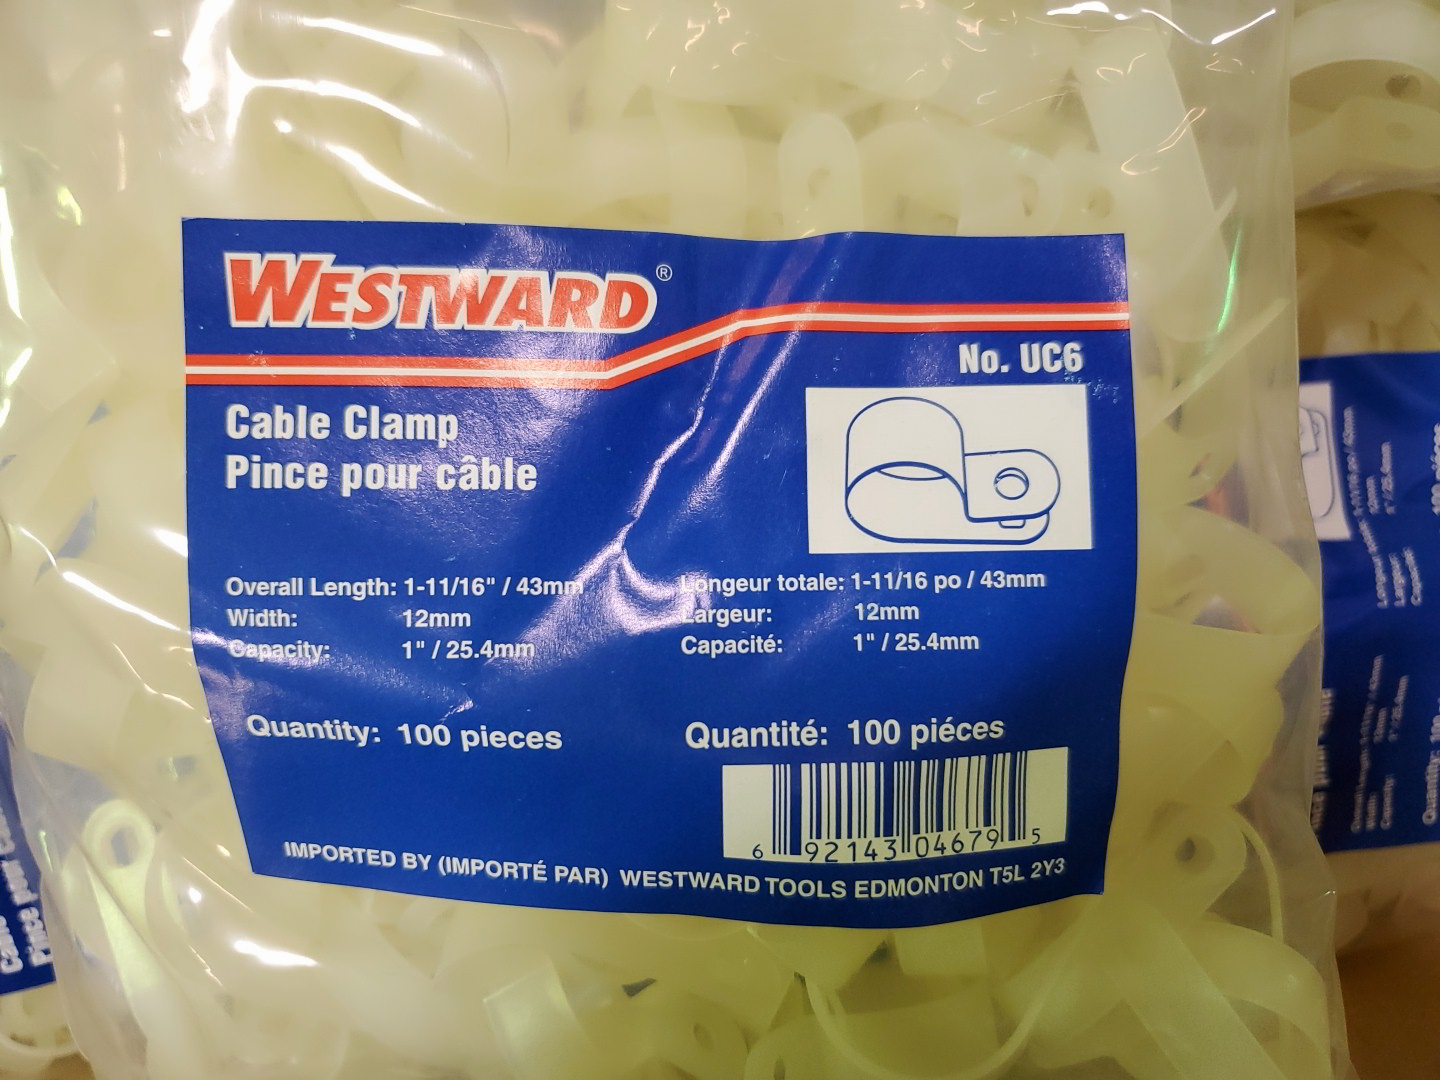 WESTWARD®
No. UC6
Cable Clamp
Pince pour câble
Overall Length: 1-11/16" / 43mm
Width: 12mm
Capacity: 1" / 25.4mm
Longeur totale: 1-11/16 po / 43mm
Largeur: 12mm
Capacité: 1" / 25.4mm
Quantity: 100 pieces
Quantité: 100 piéces
6 92143 04679 5
IMPORTED BY (IMPORTÉ PAR) WESTWARD TOOLS EDMONTON T5L 2Y3